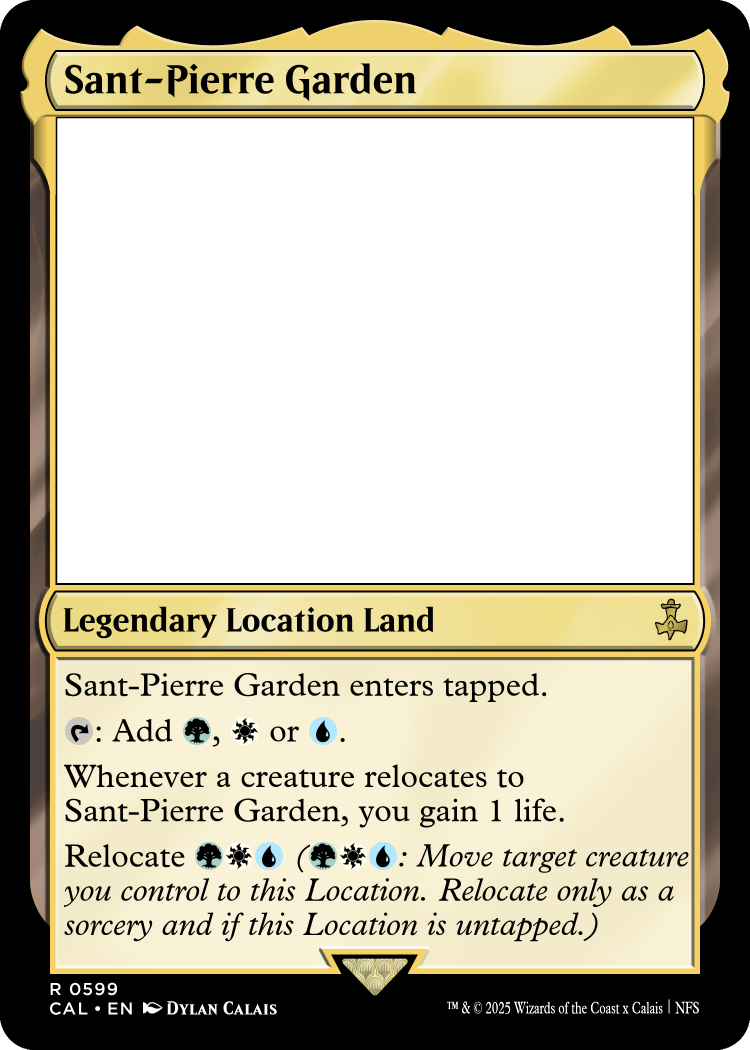 Sant-Pierre Garden
Legendary Location Land
Sant-Pierre Garden enters tapped.
: Add , or .
Whenever a creature relocates to
Sant-Pierre Garden, you gain 1 life.
Relocate (: Move target creature
you control to this Location. Relocate only as a
sorcery and if this Location is untapped.)
R 0599
CAL • EN DYLAN CALAIS
™ & © 2025 Wizards of the Coast x Calais | NFS